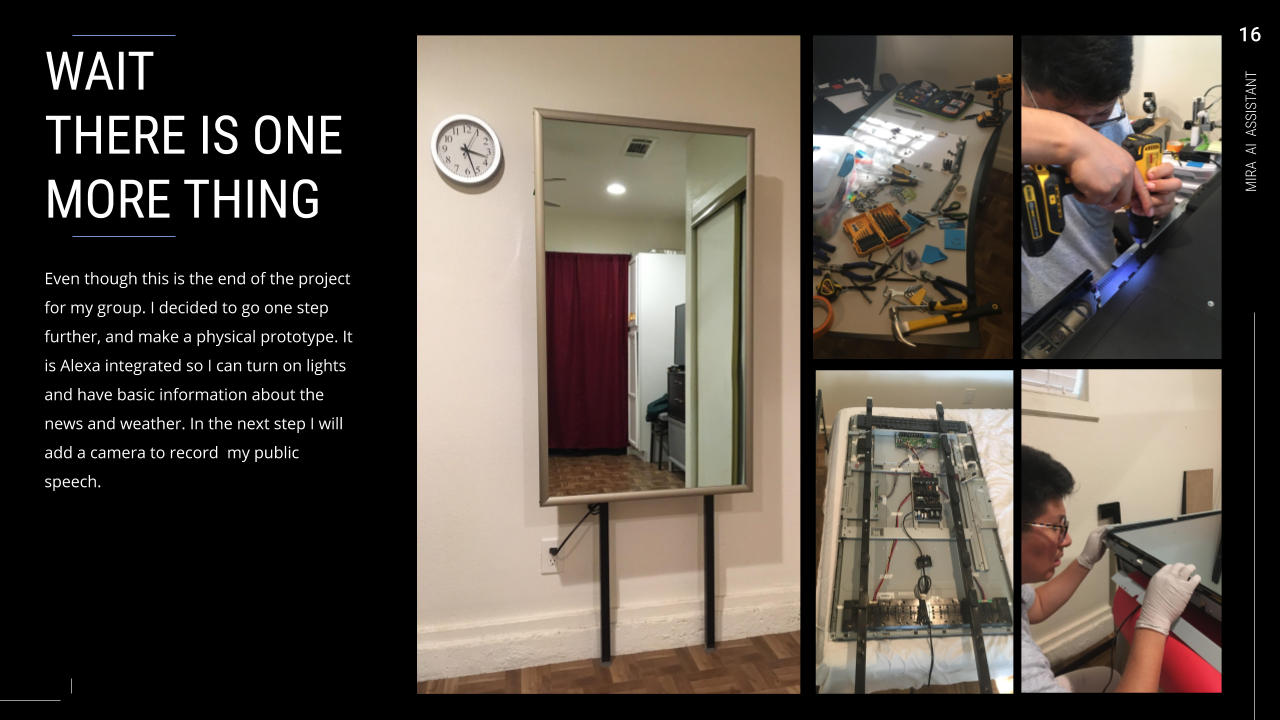 WAIT
THERE IS ONE
MORE THING
Even though this is the end of the project
for my group. I decided to go one step
further, and make a physical prototype. It
is Alexa integrated so I can turn on lights
and have basic information about the
news and weather. In the next step I will
add a camera to record  my public
speech.
16
MIRA AI ASSISTANT